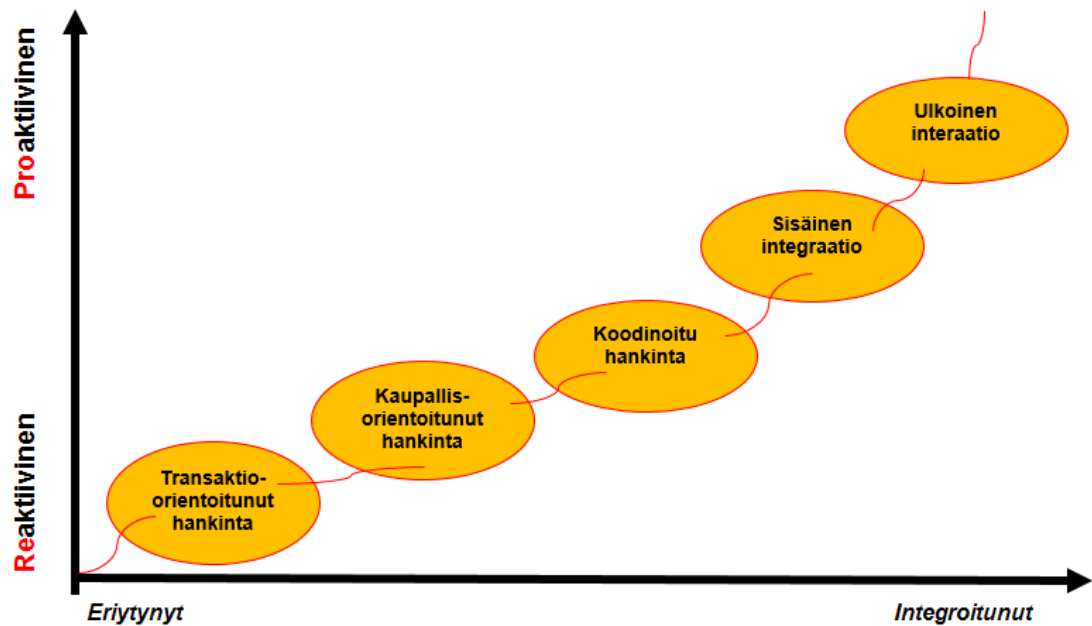 Proaktiivinen
Reaktiivinen
Ulkoinen
interaatio
Sisäinen
integraatio
Koodinoitu
hankinta
Kaupallis-
orientoitunut
hankinta
Transaktio-
orientoitunut
hankinta
Eriytynyt
Integroitunut